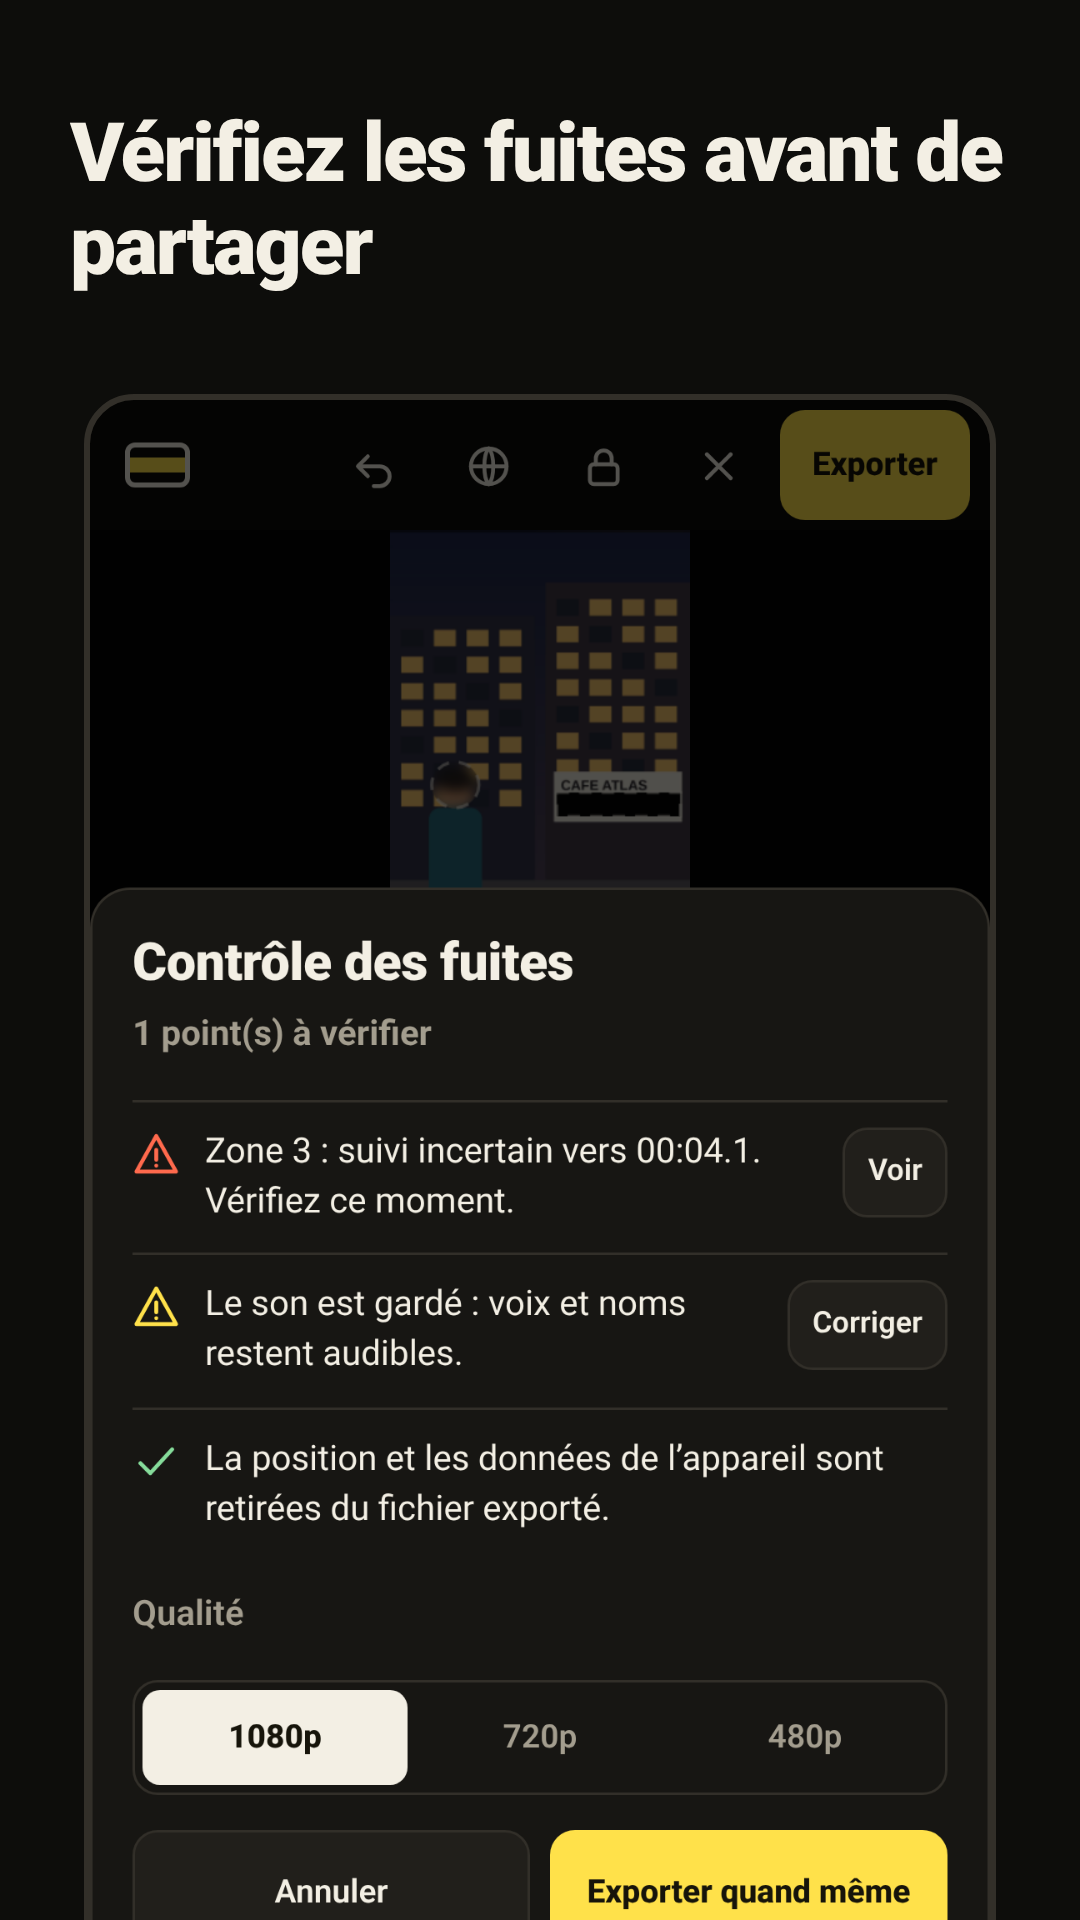 Vérifiez les fuites avant de
partager
Exporter
CAFE ATLAS
Contrôle des fuites
1 point(s) à vérifier
Zone 3 : suivi incertain vers 00:04.1.
Vérifiez ce moment.
Voir
Le son est gardé : voix et noms
restent audibles.
Corriger
La position et les données de l’appareil sont
retirées du fichier exporté.
Qualité
1080p
720p
480p
Annuler
Exporter quand même